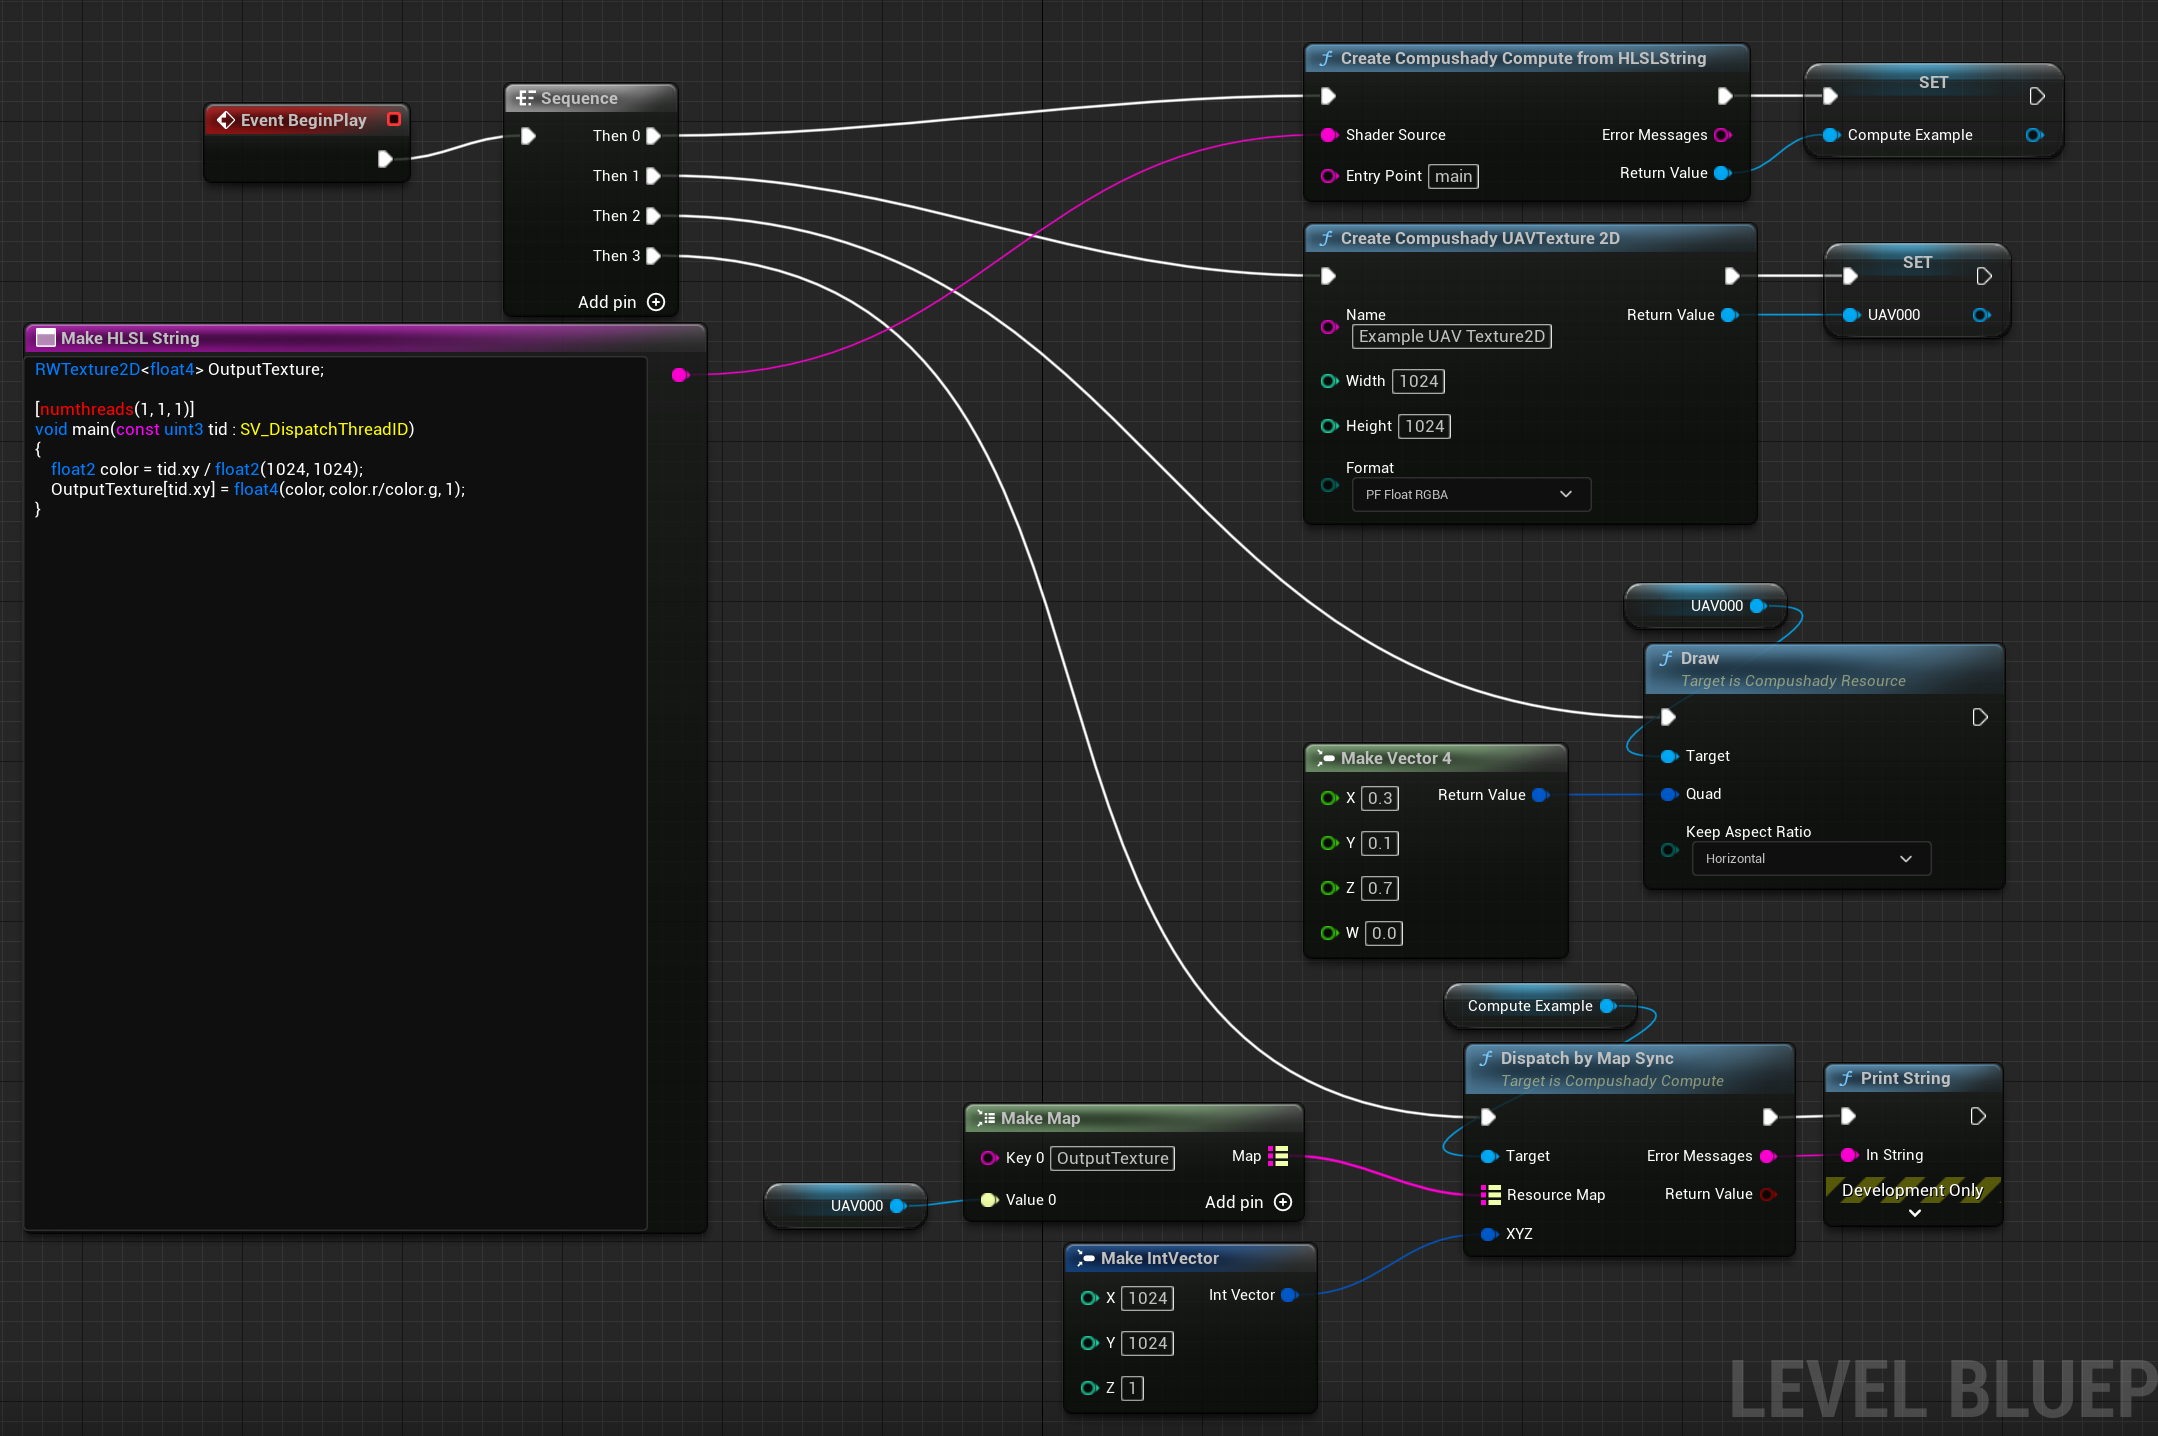 Event BeginPlay
Sequence
Then 0
Then 1
Then 2
Then 3
Add pin
Make HLSL String
RWTexture2D<float4> OutputTexture;
[numthreads(1, 1, 1)]
void main(const uint3 tid : SV_DispatchThreadID)
{
float2 color = tid.xy / float2(1024, 1024);
OutputTexture[tid.xy] = float4(color, color.r/color.g, 1);
}
Create Compushady Compute from HLSLString
Shader Source
Error Messages
Entry Point main
Return Value
SET
Compute Example
Create Compushady UAVTexture 2D
Name
Return Value
Example UAV Texture2D
Width 1024
Height 1024
Format
PF Float RGBA
SET
UAV000
UAV000
Draw
Target is Compushady Resource
Target
Quad
Keep Aspect Ratio
Horizontal
Make Vector 4
X 0.3
Return Value
Y 0.1
Z 0.7
W 0.0
Compute Example
Dispatch by Map Sync
Target is Compushady Compute
Target
Error Messages
Resource Map
Return Value
XYZ
Print String
In String
Development Only
Make Map
Key 0 OutputTexture
Map
Value 0
Add pin
UAV000
Make IntVector
X 1024
Int Vector
Y 1024
Z 1
LEVEL BLUEP